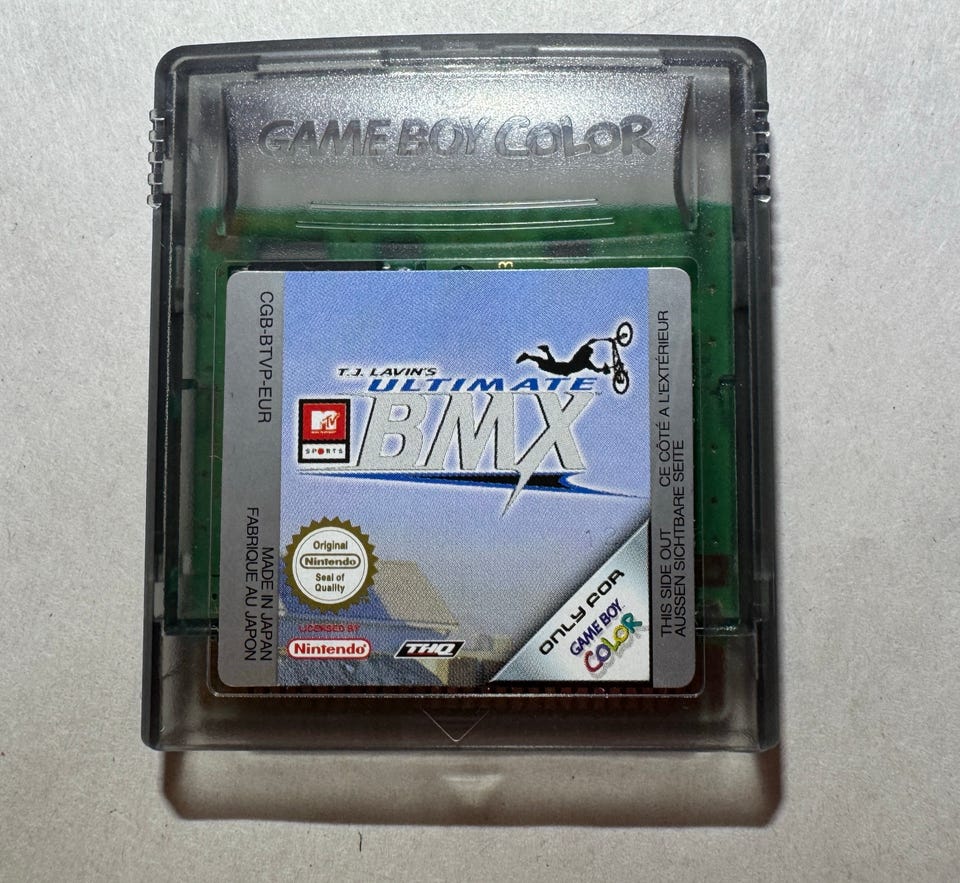 GAME BOY COLOR
CGB-BTVP-EUR
T.J. LAVIN'S
ULTIMATE
BMX
MTV
SPORTS
Original
Nintendo
Seal of
Quality
LICENSED BY
Nintendo
THQ
ONLY FOR
GAME BOY
COLOR
MADE IN JAPAN
FABRIQUE AU JAPON
THIS SIDE OUT CE CÔTÉ A L'EXTÉRIEUR
AUSSEN SICHTBARE SEITE